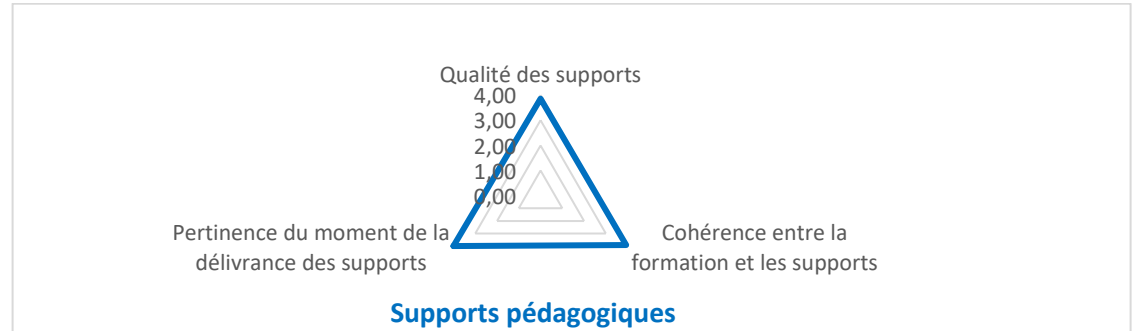 Qualité des supports
4,00
3,00
2,00
1,00
0,00
Pertinence du moment de la
délivrance des supports
Cohérence entre la
formation et les supports
Supports pédagogiques